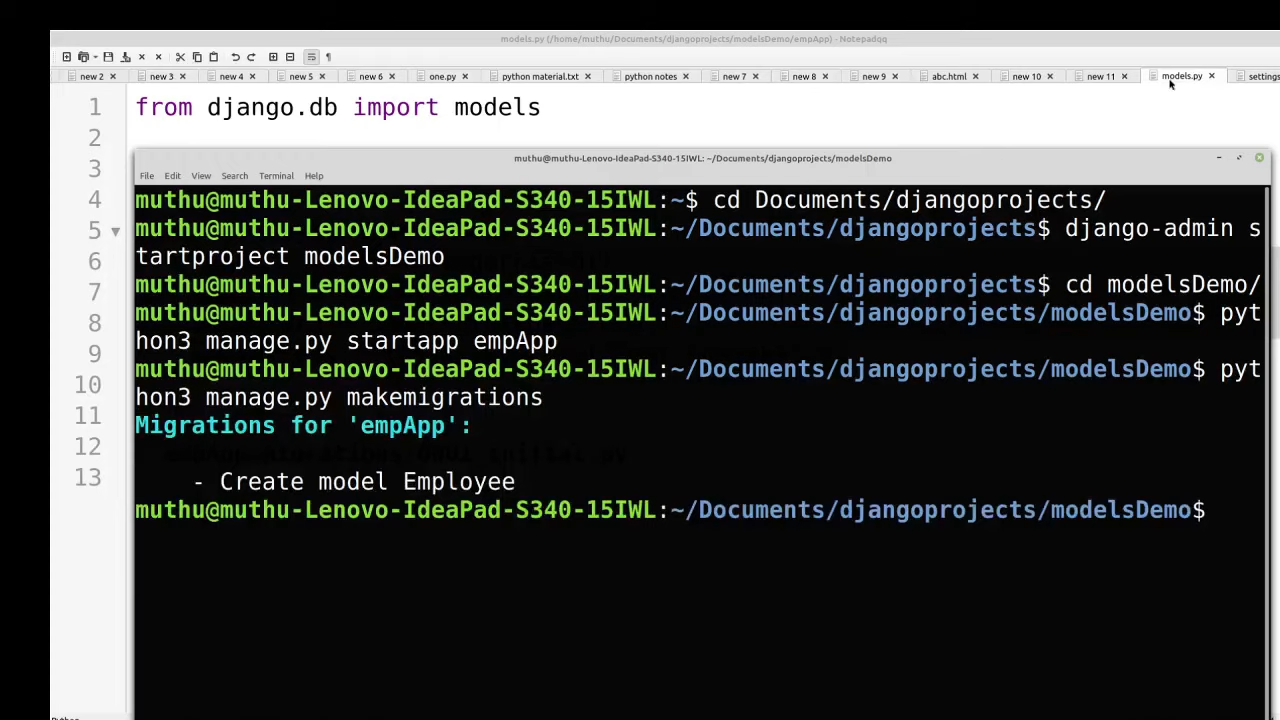 models.py (/home/muthu/Documents/djangoprojects/modelsDemo/empApp) - Notepadqq
new 2 new 3 new 4 new 5 new 6 one.py python material.txt python notes new 7 new 8 new 9 abc.html new 10 new 11 models.py settings
1 from django.db import models
2
3
muthu@muthu-Lenovo-IdeaPad-S340-15IWL: ~/Documents/djangoprojects/modelsDemo
File Edit View Search Terminal Help
4 muthu@muthu-Lenovo-IdeaPad-S340-15IWL:~$ cd Documents/djangoprojects/
5 muthu@muthu-Lenovo-IdeaPad-S340-15IWL:~/Documents/djangoprojects$ django-admin s
6 tartproject modelsDemo
7 muthu@muthu-Lenovo-IdeaPad-S340-15IWL:~/Documents/djangoprojects$ cd modelsDemo/
8 muthu@muthu-Lenovo-IdeaPad-S340-15IWL:~/Documents/djangoprojects/modelsDemo$ pyt
9 hon3 manage.py startapp empApp
10 muthu@muthu-Lenovo-IdeaPad-S340-15IWL:~/Documents/djangoprojects/modelsDemo$ pyt
11 hon3 manage.py makemigrations
Migrations for 'empApp':
12
13 - Create model Employee
muthu@muthu-Lenovo-IdeaPad-S340-15IWL:~/Documents/djangoprojects/modelsDemo$